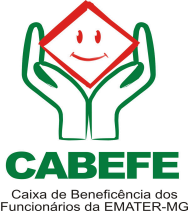 CABEFE
Caixa de Beneficência dos
Funcionários da EMATER-MG